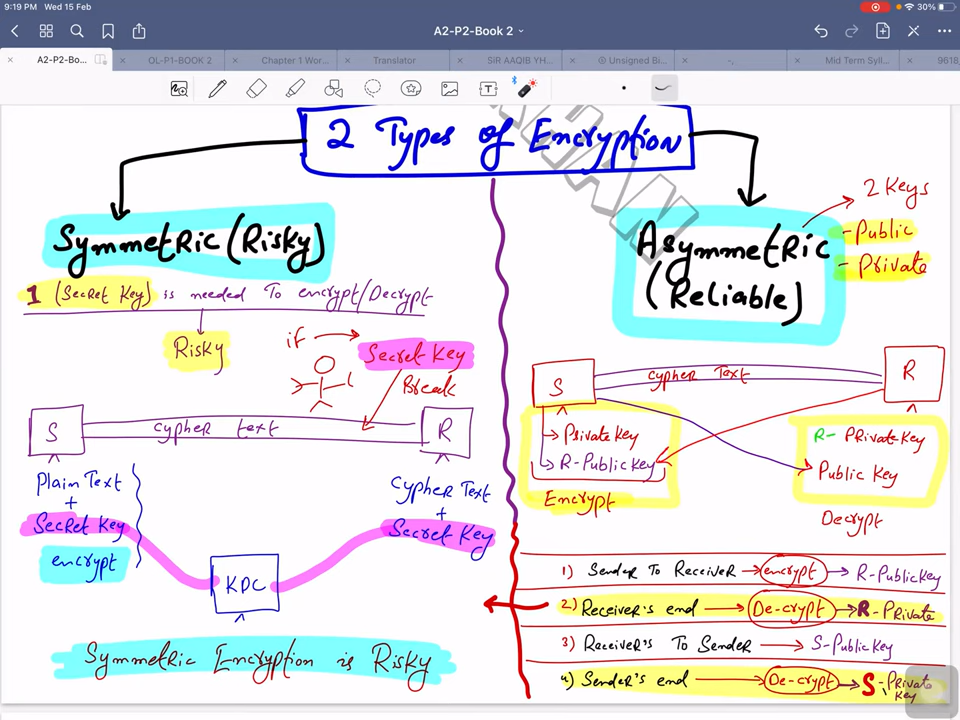 9:19 PM Wed 15 Feb
30%
A2-P2-Book 2
A2-P2-Bo...
OL-P1-BOOK 2
Chapter 1 Wor...
Translator
SIR AAQIB YH...
Unsigned Bi...
Mid Term Syll...
9618
HAN
2 Types of Encryption
Symmetric (Risky)
1 (Secret Key) is needed To encrypt/Decrypt
Risky
if
Secret Key
Break
S
cypher text
R
Plain Text
+
Secret Key
encrypt
Cypher Text
+
Secret Key
KDC
Symmetric Encryption is Risky
Asymmetric
(Reliable)
2 Keys
- Public
- Private
S
cypher Text
R
Private Key
R-Public Key
Encrypt
R- Private Key
Public Key
Decrypt
1) Sender To Receiver encrypt R-Public Key
2) Receiver's end De-crypt R-Private
3) Receiver's To Sender S-Public Key
4) Sender's end De-crypt S-Private Key